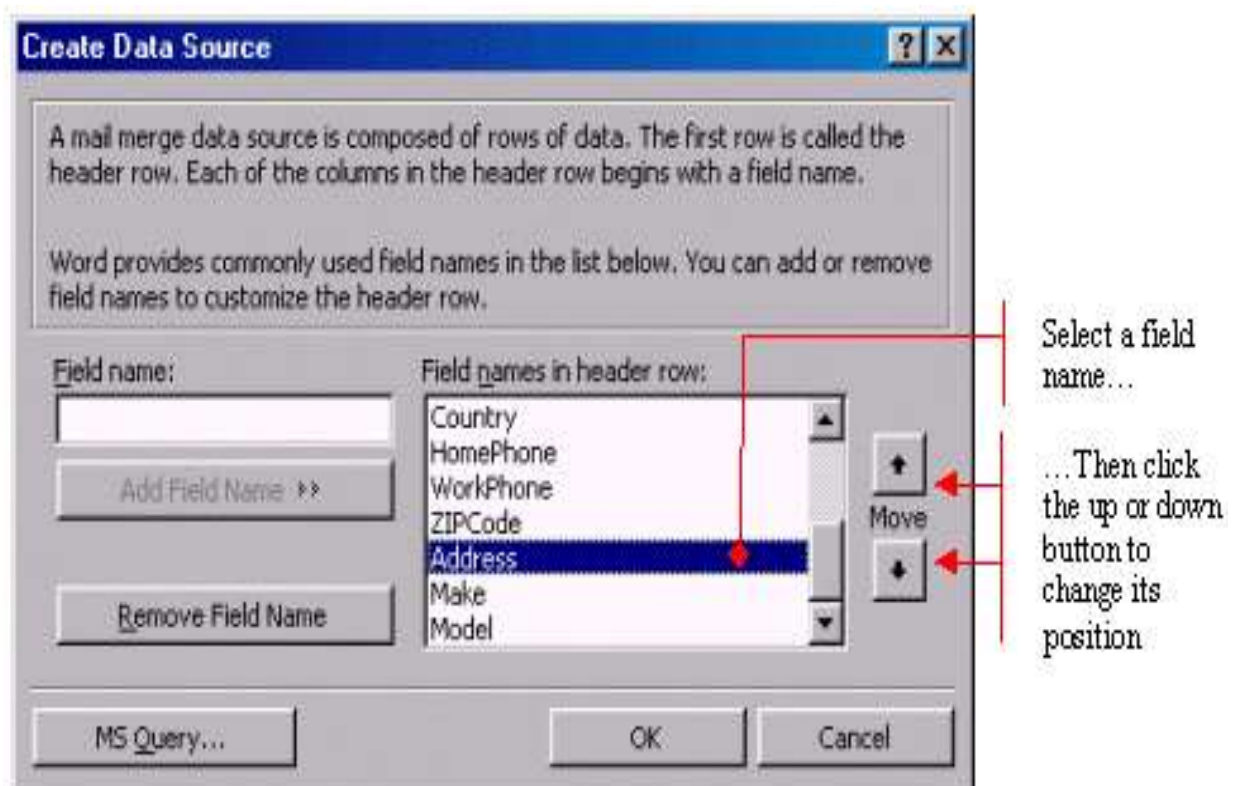 Create Data Source
A mail merge data source is composed of rows of data. The first row is called the
header row. Each of the columns in the header row begins with a field name.
Word provides commonly used field names in the list below. You can add or remove
field names to customize the header row.
Field name:
Add Field Name
Remove Field Name
Field names in header row:
Country
HomePhone
WorkPhone
ZIPCode
Address
Make
Model
Move
MS Query...
OK
Cancel
Select a field
name...
...Then click
the up or down
button to
change its
position